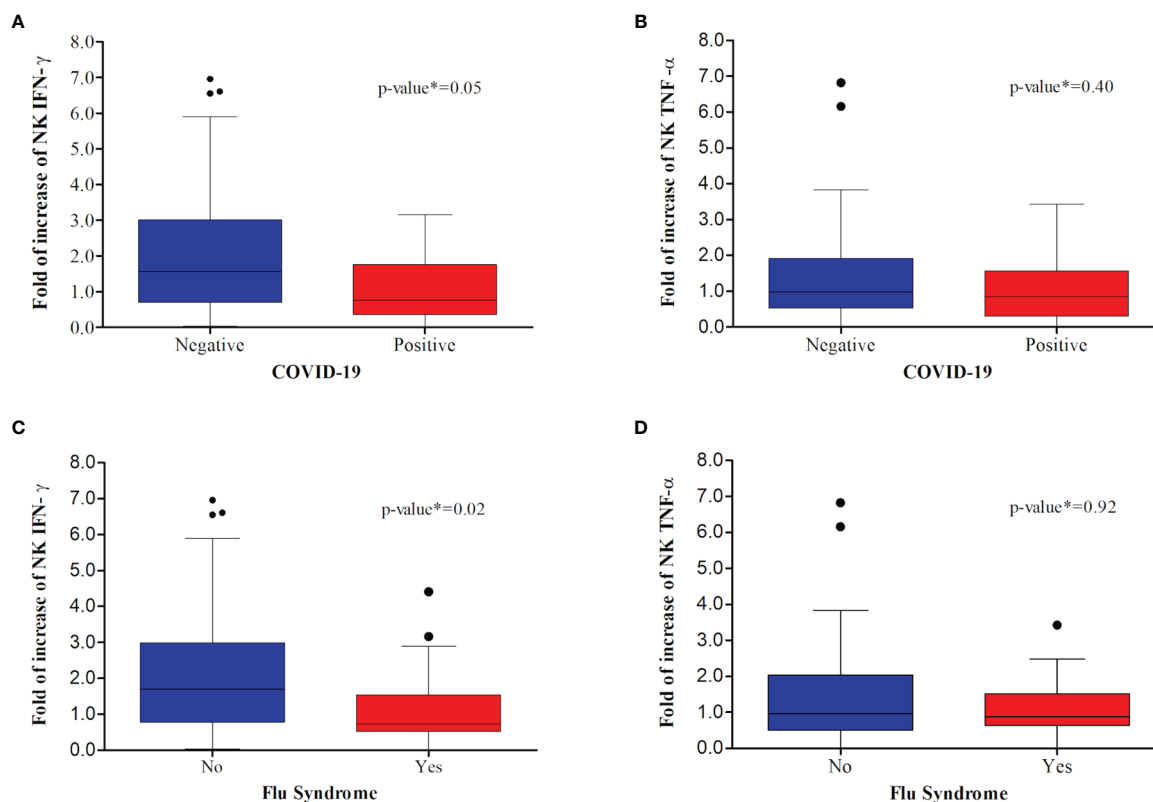 A
Fold of increase of NK IFN-γ
8.0
7.0
6.0
5.0
4.0
3.0
2.0
1.0
0.0
p-value*=0.05
Negative
Positive
COVID-19
B
Fold of increase of NK TNF -α
8.0
7.0
6.0
5.0
4.0
3.0
2.0
1.0
0.0
p-value*=0.40
Negative
Positive
COVID-19
C
Fold of increase of NK IFN- γ
8.0
7.0
6.0
5.0
4.0
3.0
2.0
1.0
0.0
p-value*=0.02
No
Yes
Flu Syndrome
D
Fold of increase of NK TNF-α
8.0
7.0
6.0
5.0
4.0
3.0
2.0
1.0
0.0
p-value*=0.92
No
Yes
Flu Syndrome